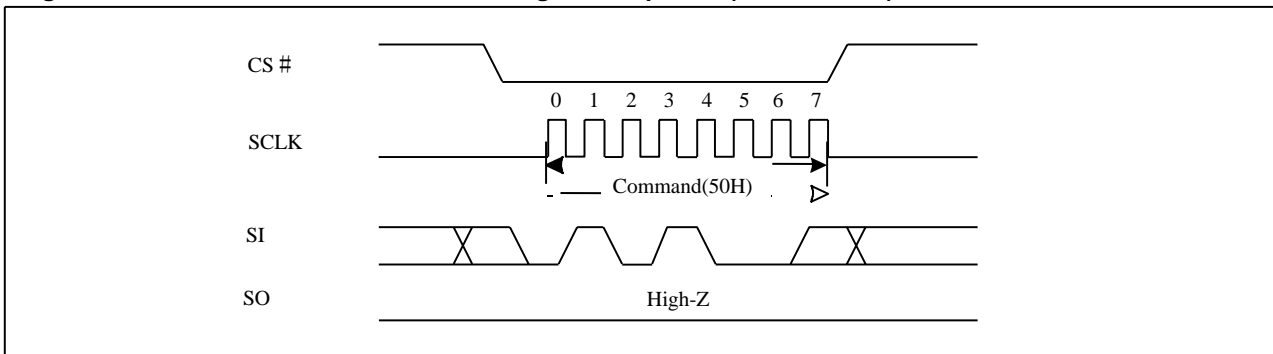 CS #
0 1 2 3 4 5 6 7
SCLK
Command(50H)
SI
SO
High-Z